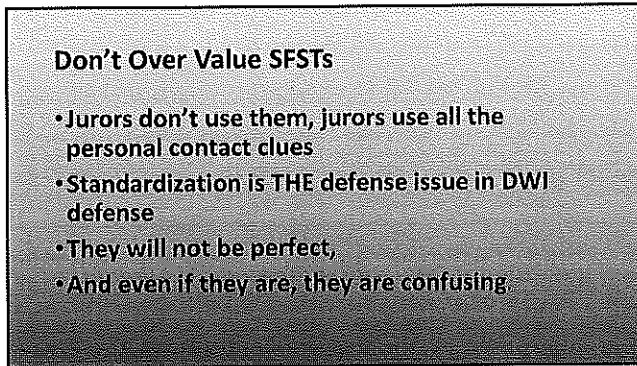 Don't Over Value SFSTs
•Jurors don't use them, jurors use all the
personal contact clues
•Standardization is THE defense issue in DWI
defense
•They will not be perfect,
•And even if they are, they are confusing